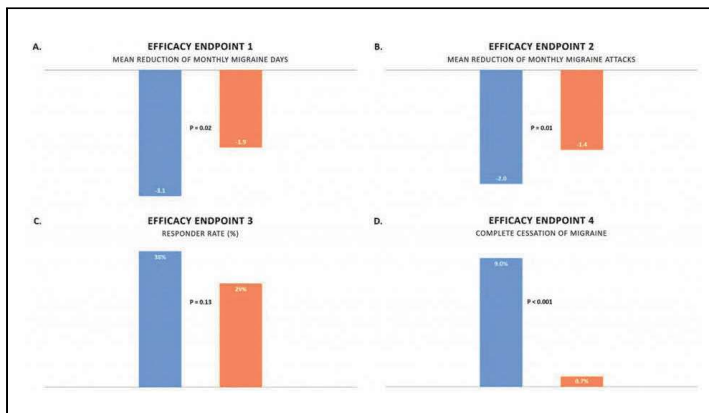 A. EFFICACY ENDPOINT 1
MEAN REDUCTION OF MONTHLY MIGRAINE DAYS
P = 0.02
-1.9
-3.1
B. EFFICACY ENDPOINT 2
MEAN REDUCTION OF MONTHLY MIGRAINE ATTACKS
P = 0.01
-1.4
-2.0
C. EFFICACY ENDPOINT 3
RESPONDER RATE (%)
P = 0.13
D. EFFICACY ENDPOINT 4
COMPLETE CESSATION OF MIGRAINE
9.0%
P < 0.001
0.7%